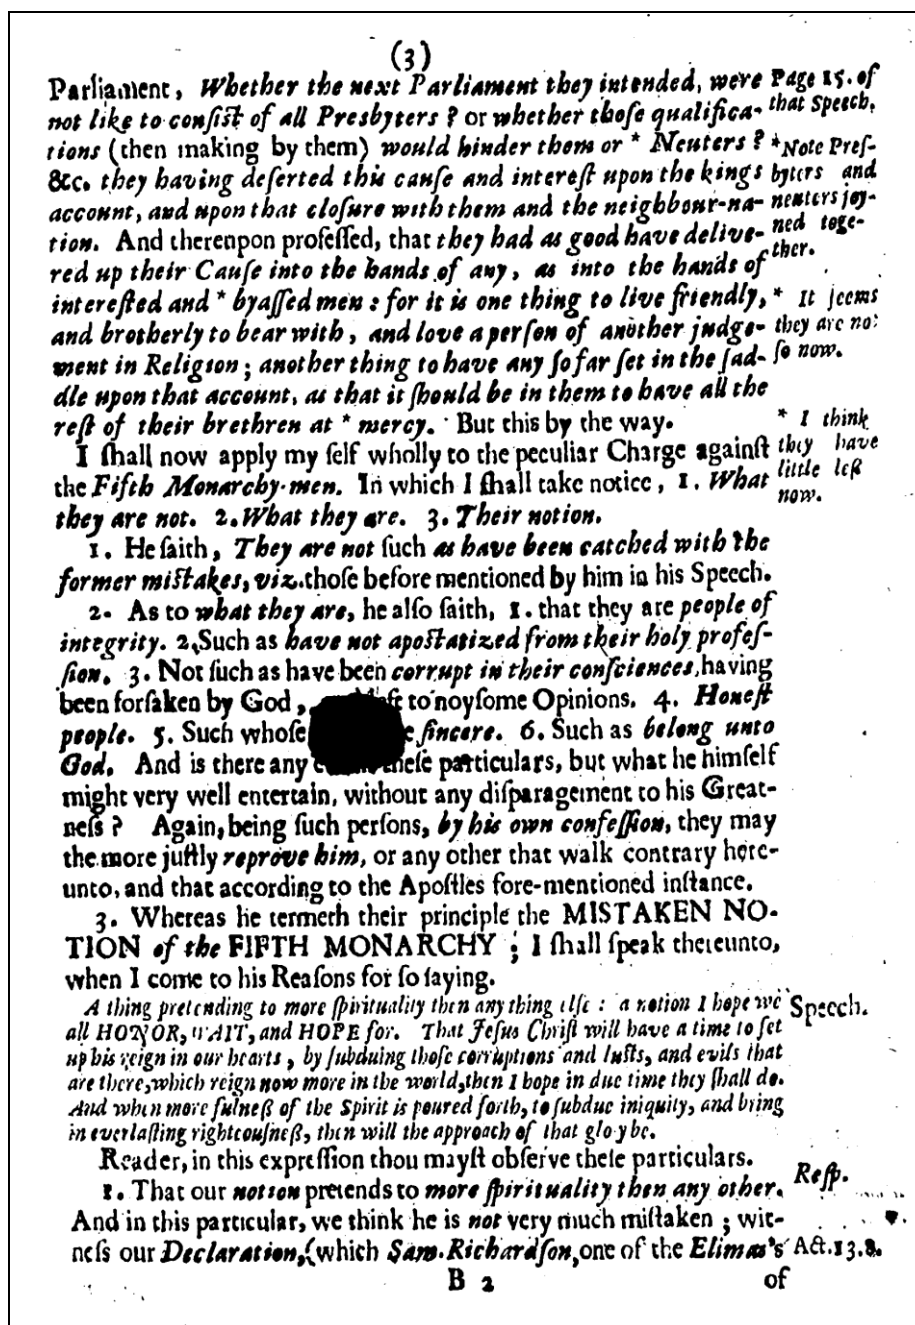 (3)
Parliament, Whether the next Parliament they intended, were
not like to conſiſt of all Presbyters ? or whether thoſe qualifica-
tions (then making by them) would hinder them or * Neuters ?
&c. they having deſerted this cauſe and intereſt upon the kings
account, and upon that cloſure with them and the neighbour-na-
tion. And thereupon profeſſed, that they had as good have delive-
red up their Cauſe into the hands of any, as into the hands of
intereſted and * byaſſed men : for it is one thing to live friendly,
and brotherly to bear with, and love a perſon of another judge-
ment in Religion ; another thing to have any ſo far ſet in the ſad-
dle upon that account, as that it ſhould be in them to have all the
reſt of their brethren at * mercy. But this by the way.
Page 15. of
that Speech.
*Note Preſ-
byters and
neuters joy-
ned toge-
ther.
* It ſeems
they are not
ſo now.
I ſhall now apply my ſelf wholly to the peculiar Charge againſt
the Fifth Monarchy-men. In which I ſhall take notice, 1. What
they are not. 2. What they are. 3. Their notion.
* I think
they have
little leſt
now.
1. He ſaith, They are not ſuch as have been catched with the
former miſtakes, viz. thoſe before mentioned by him in his Speech.
2. As to what they are, he alſo ſaith, 1. that they are people of
integrity. 2. Such as have not apoſtatized from their holy profeſ-
ſion. 3. Not ſuch as have been corrupt in their conſciences, having
been forſaken by God, to noyſome Opinions. 4. Honeſt
people. 5. Such whoſe ſincere. 6. Such as belong unto
God. And is there any theſe particulars, but what he himſelf
might very well entertain, without any diſparagement to his Great-
neſs ? Again, being ſuch perſons, by his own confeſſion, they may
the more juſtly reprove him, or any other that walk contrary here-
unto, and that according to the Apoſtles fore-mentioned inſtance.
3. Whereas he termeth their principle the MISTAKEN NO-
TION of the FIFTH MONARCHY ; I ſhall ſpeak thereunto,
when I come to his Reaſons for ſo ſaying.
A thing pretending to more ſpirituality then any thing elſe : a notion I hope we
all HONOR, WAIT, and HOPE for. That Jeſus Chriſt will have a time to ſet
up his reign in our hearts, by ſubduing thoſe corruptions and luſts, and evils that
are there, which reign now more in the world, then I hope in due time they ſhall do.
And when more fulneß of the Spirit is poured forth, to ſubdue iniquity, and bring
in everlaſting righteouſneß, then will the approach of that glory be.
Speech.
Reader, in this expreſſion thou mayſt obſerve theſe particulars.
1. That our notion pretends to more ſpirituality then any other.
And in this particular, we think he is not very much miſtaken ; wit-
neſs our Declaration, (which Sam. Richardſon, one of the Elimas's
Reſp.
Act.13.8.
B 2
of